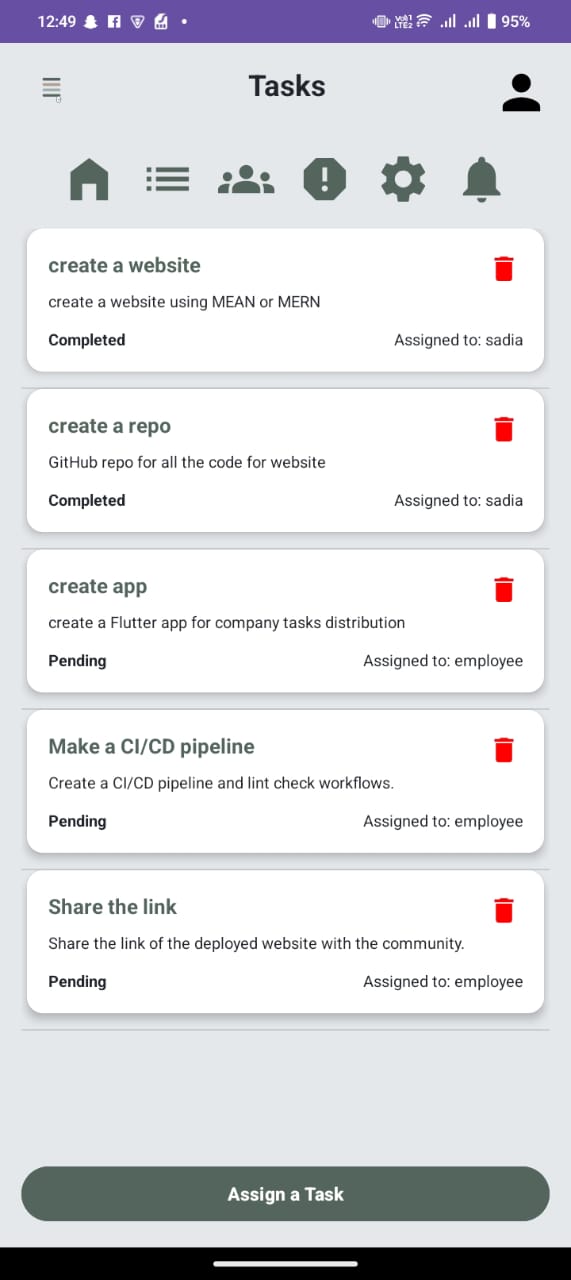 12:49
Vo))1
LTE2
95%
Tasks
create a website
create a website using MEAN or MERN
Completed
Assigned to: sadia
create a repo
GitHub repo for all the code for website
Completed
Assigned to: sadia
create app
create a Flutter app for company tasks distribution
Pending
Assigned to: employee
Make a CI/CD pipeline
Create a CI/CD pipeline and lint check workflows.
Pending
Assigned to: employee
Share the link
Share the link of the deployed website with the community.
Pending
Assigned to: employee
Assign a Task